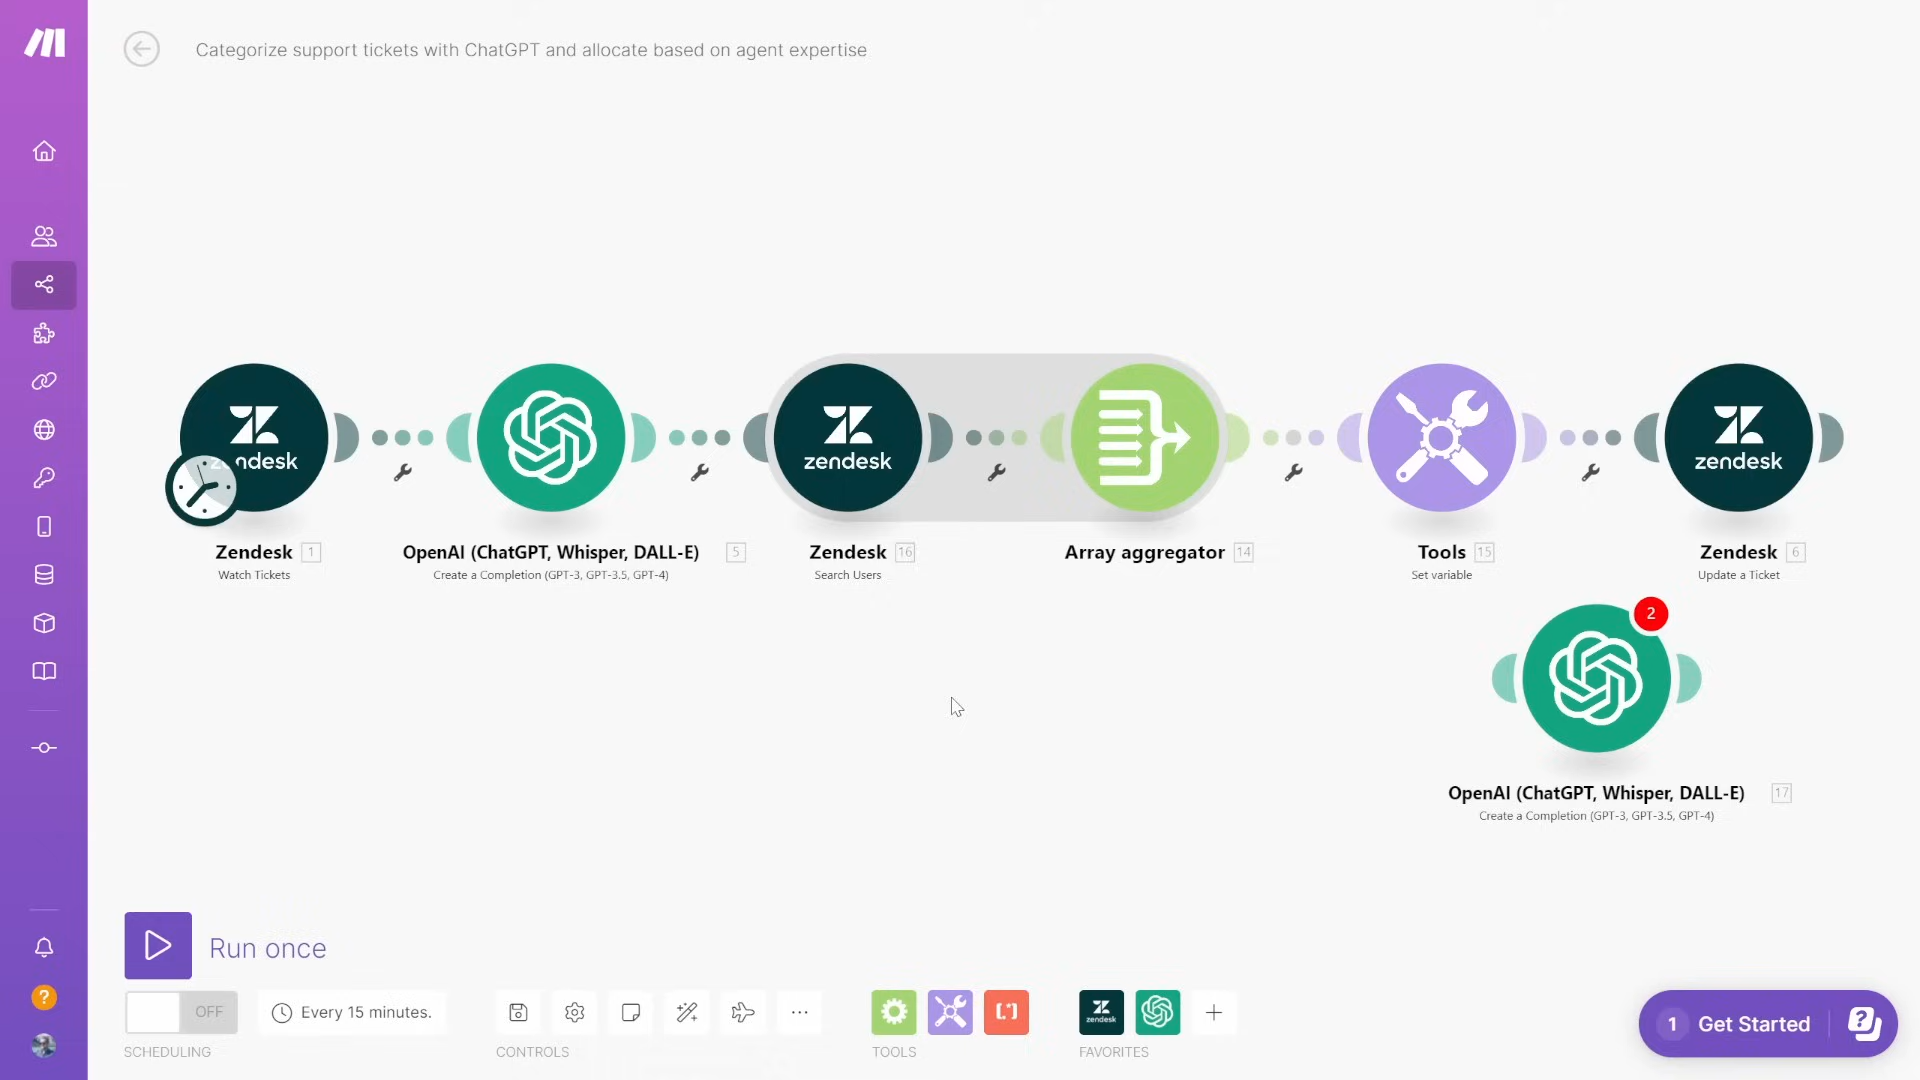 Categorize support tickets with ChatGPT and allocate based on agent expertise
zendesk
zendesk
zendesk
Zendesk 1
Watch Tickets
OpenAI (ChatGPT, Whisper, DALL-E) 5
Create a Completion (GPT-3, GPT-3.5, GPT-4)
Zendesk 16
Search Users
Array aggregator 14
Tools 15
Set variable
Zendesk 6
Update a Ticket
2
OpenAI (ChatGPT, Whisper, DALL-E) 17
Create a Completion (GPT-3, GPT-3.5, GPT-4)
Run once
OFF
Every 15 minutes.
SCHEDULING
CONTROLS
TOOLS
zendesk
FAVORITES
1 Get Started
?
?